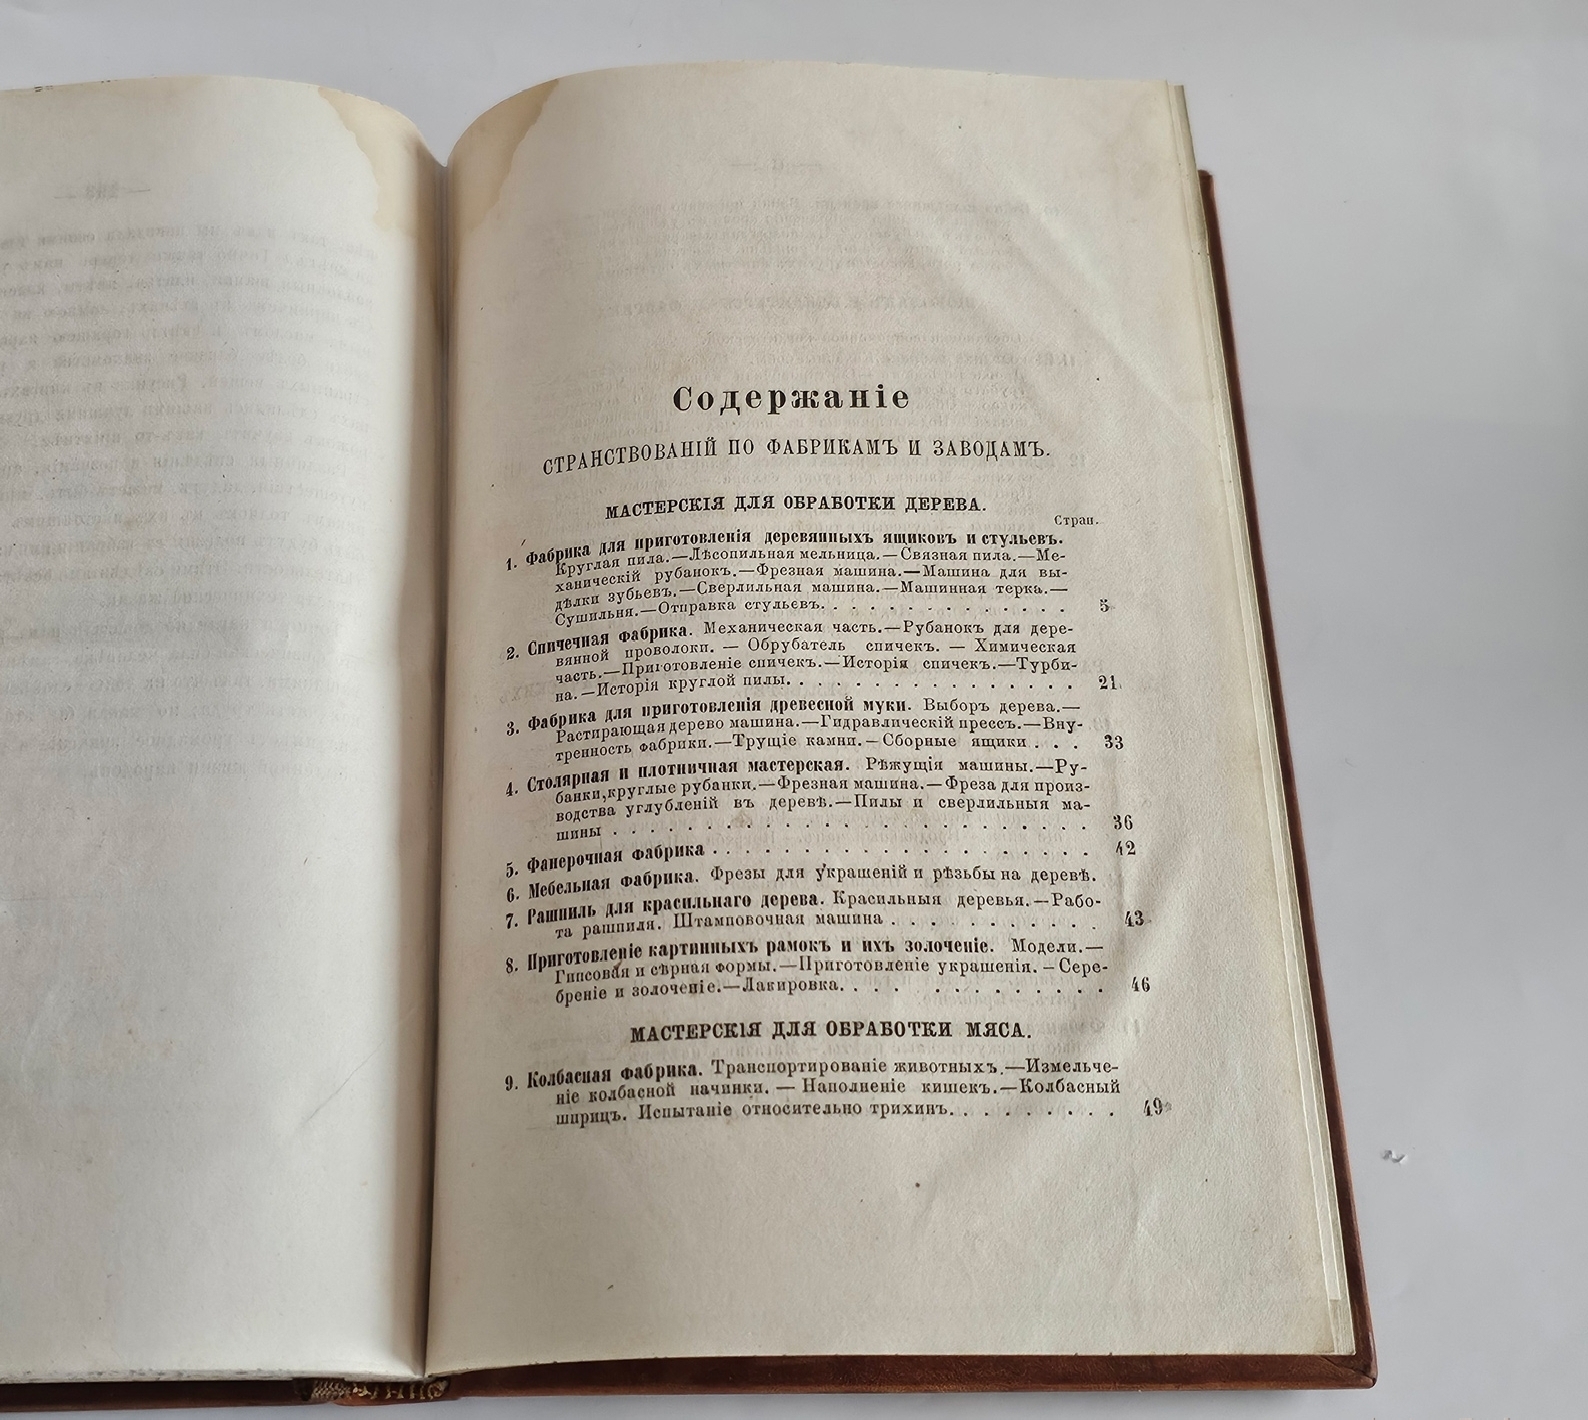 Содержаніе
СТРАНСТВОВАНІЙ ПО ФАБРИКАМЪ И ЗАВОДАМЪ.
МАСТЕРСКІЯ ДЛЯ ОБРАБОТКИ ДЕРЕВА.
Стран.
1. Фабрика для приготовленія деревянныхъ ящиковъ и стульевъ.
Круглая пила.—Лѣсопильная мельница.—Связная пила.—Ме-
ханическій рубанокъ.—Фрезная машина.—Машина для вы-
дѣлки зубьевъ.—Сверлильная машина.—Машинная терка.—
Сушильня.—Отправка стульевъ. . . . . . . . . . . . . . 5
2. Спичечная фабрика. Механическая часть.—Рубанокъ для дере-
вянной проволоки. — Обрубатель спичек. — Химическая
часть.—Приготовленіе спичек.—Исторія спичек.—Турби-
на.—Исторія круглой пилы. . . . . . . . . . . . . . . . 21
3. Фабрика для приготовленія древесной муки. Выборъ дерева.—
Растирающая дерево машина.—Гидравлическій прессъ.—Вну-
тренность фабрики.—Трущіе камни.—Сборные ящики . . . 33
4. Столярная и плотничная мастерская. Рѣжущія машины.—Ру-
банки, круглые рубанки.—Фрезная машина.—Фреза для произ-
водства углубленій въ деревѣ.—Пилы и сверлильныя ма-
шины . . . . . . . . . . . . . . . . . . . . . . . . 36
5. Фанерочная фабрика . . . . . . . . . . . . . . . . . . . 42
6. Мебельная фабрика. Фрезы для украшеній и рѣзьбы на деревѣ.
7. Рашпиль для красильнаго дерева. Красильныя деревья.—Рабо-
та рашпиля. Штамповочная машина . . . . . . . . . . . 43
8. Приготовленіе картинныхъ рамокъ и ихъ золоченіе. Модели.—
Гипсовая и сѣрная формы.—Приготовленіе украшенія.—Сере-
бреніе и золоченіе.—Лакировка. . . . . . . . . . . . . . 46
МАСТЕРСКІЯ ДЛЯ ОБРАБОТКИ МЯСА.
9. Колбасная фабрика. Транспортированіе животныхъ.—Измельче-
ніе колбасной начинки. — Наполненіе кишекъ.—Колбасный
шприцъ. Испытаніе относительно трихин. . . . . . . . . 49